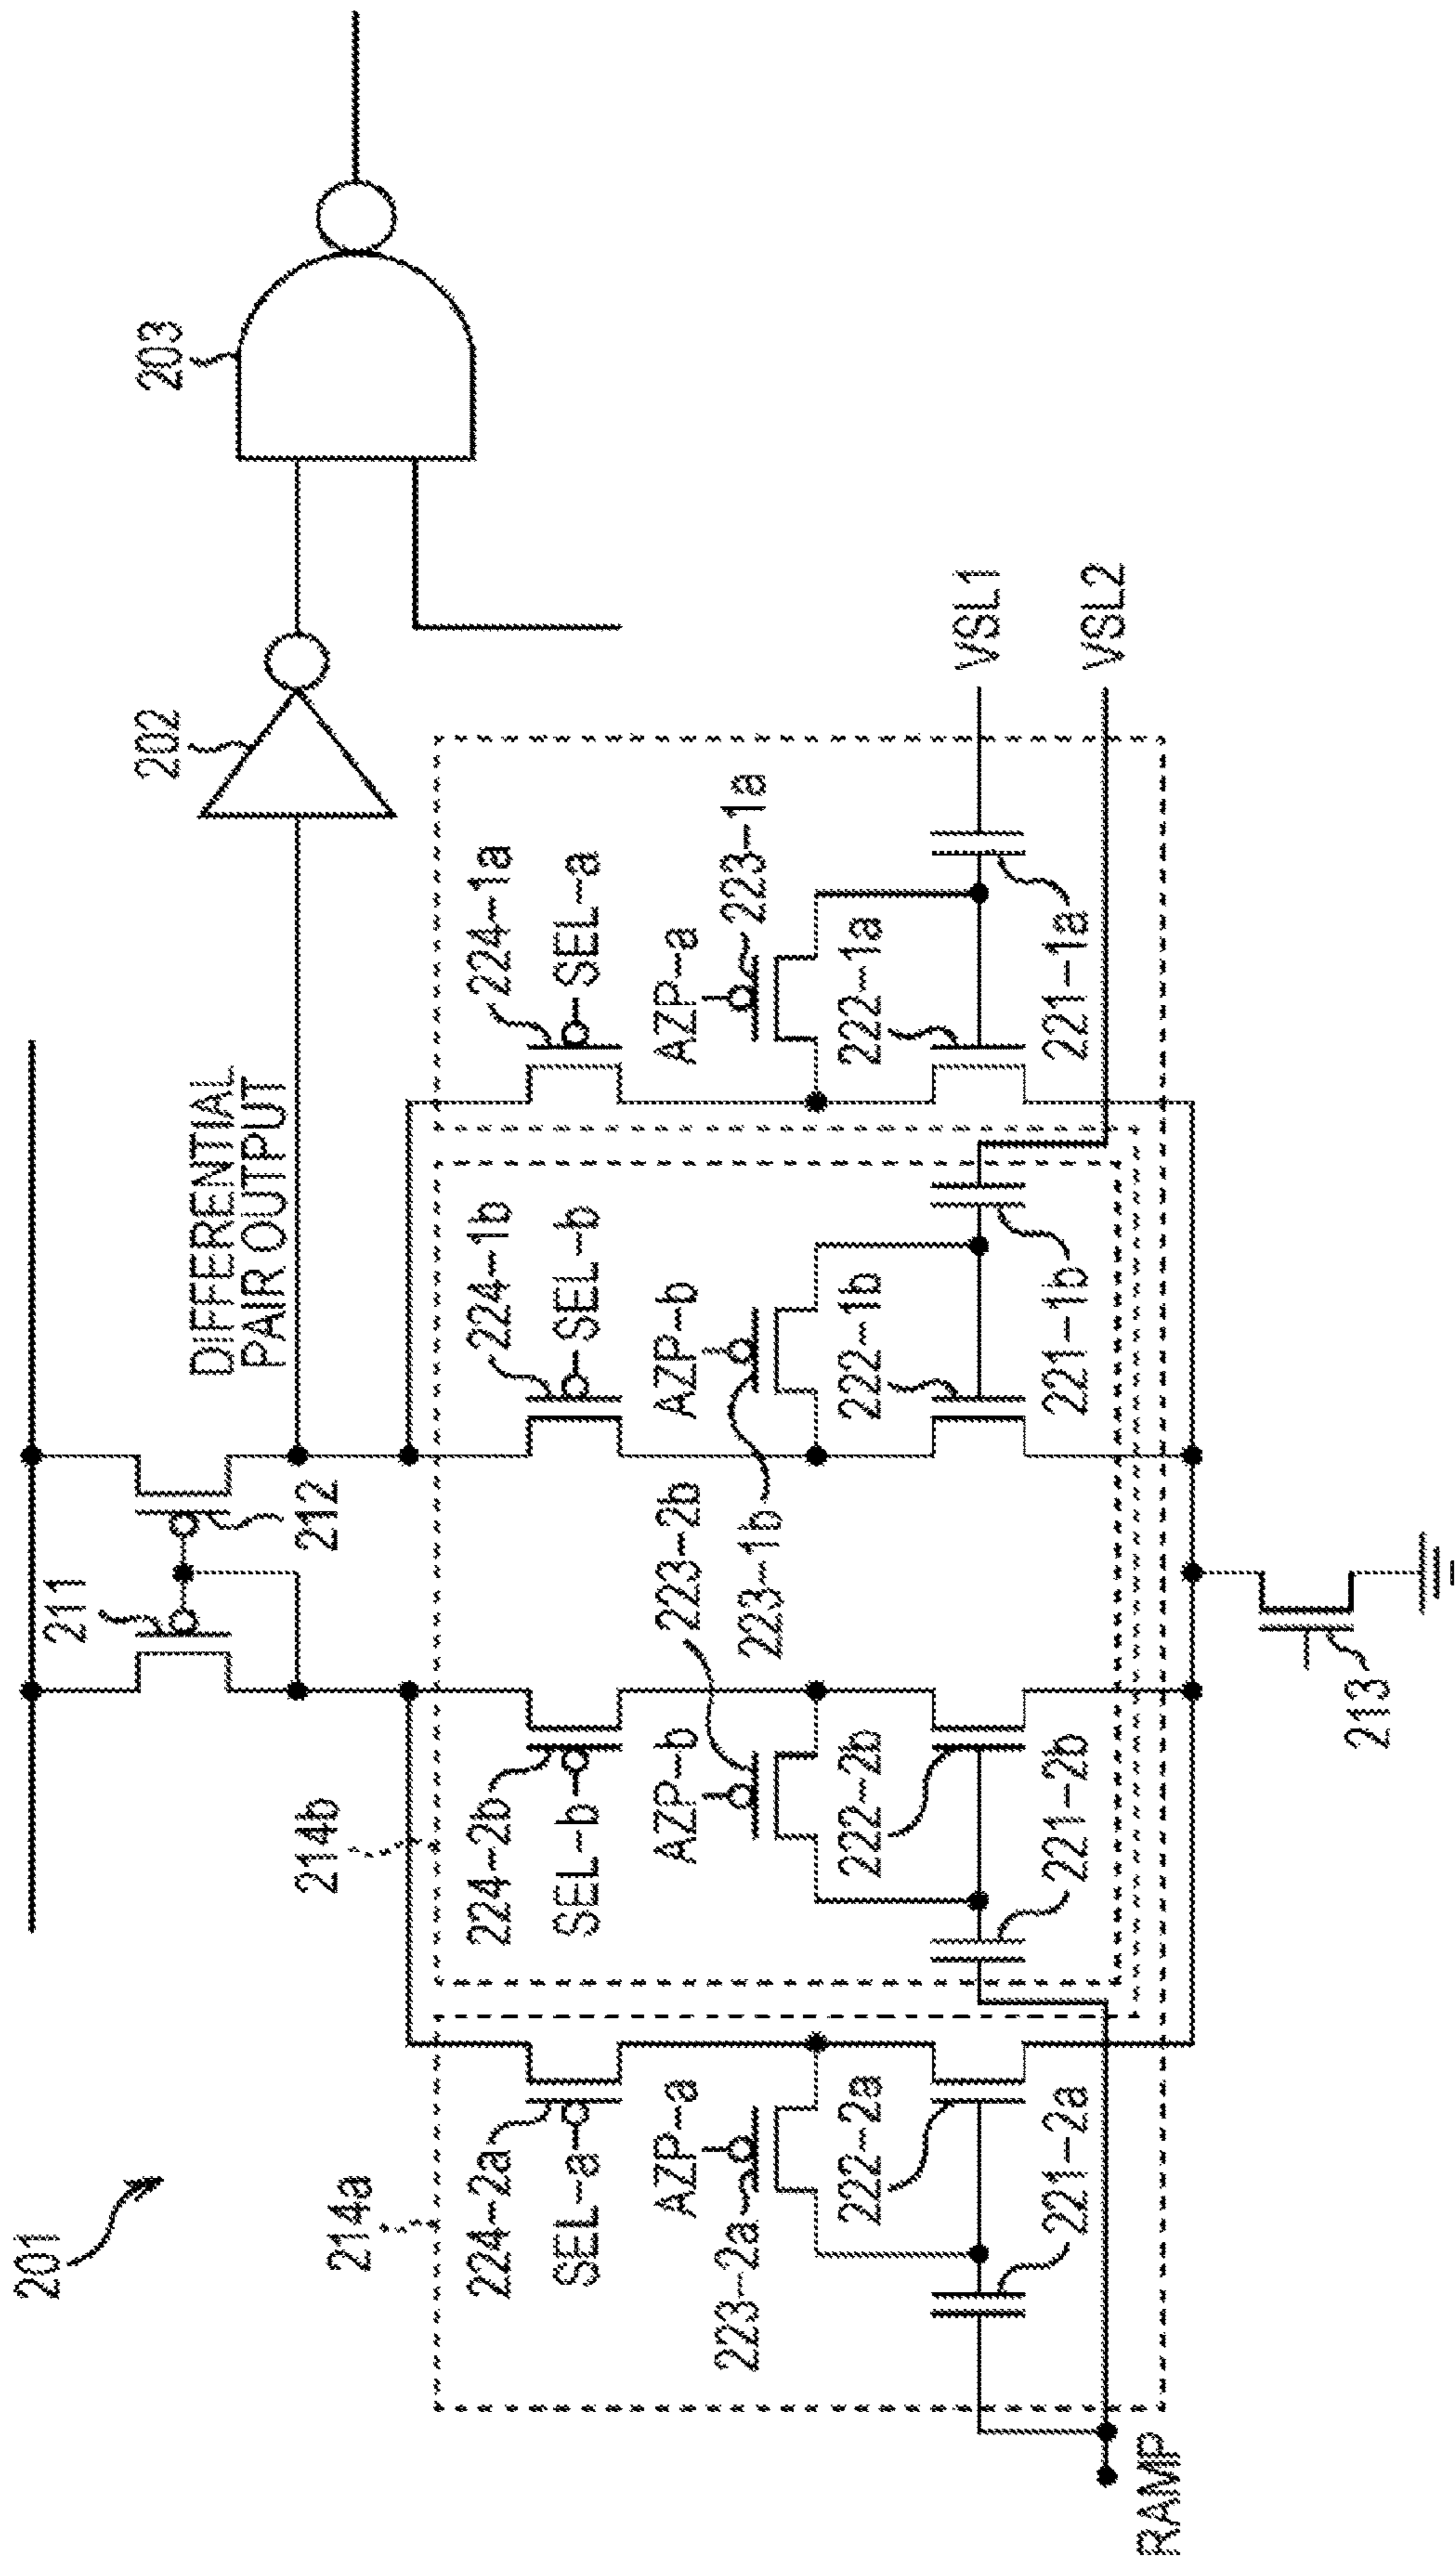 201
211
212
DIFFERENTIAL
PAIR OUTPUT
202
203
214a
214b
224-2a
SEL-a
224-2b
SEL-b
224-1b
SEL-b
224-1a
SEL-a
AZP-a
223-2a
AZP-b
223-2b
223-1b
AZP-b
AZP-a
223-1a
222-2a
222-2b
222-1b
222-1a
221-2a
221-2b
221-1b
221-1a
VSL1
VSL2
RAMP
213